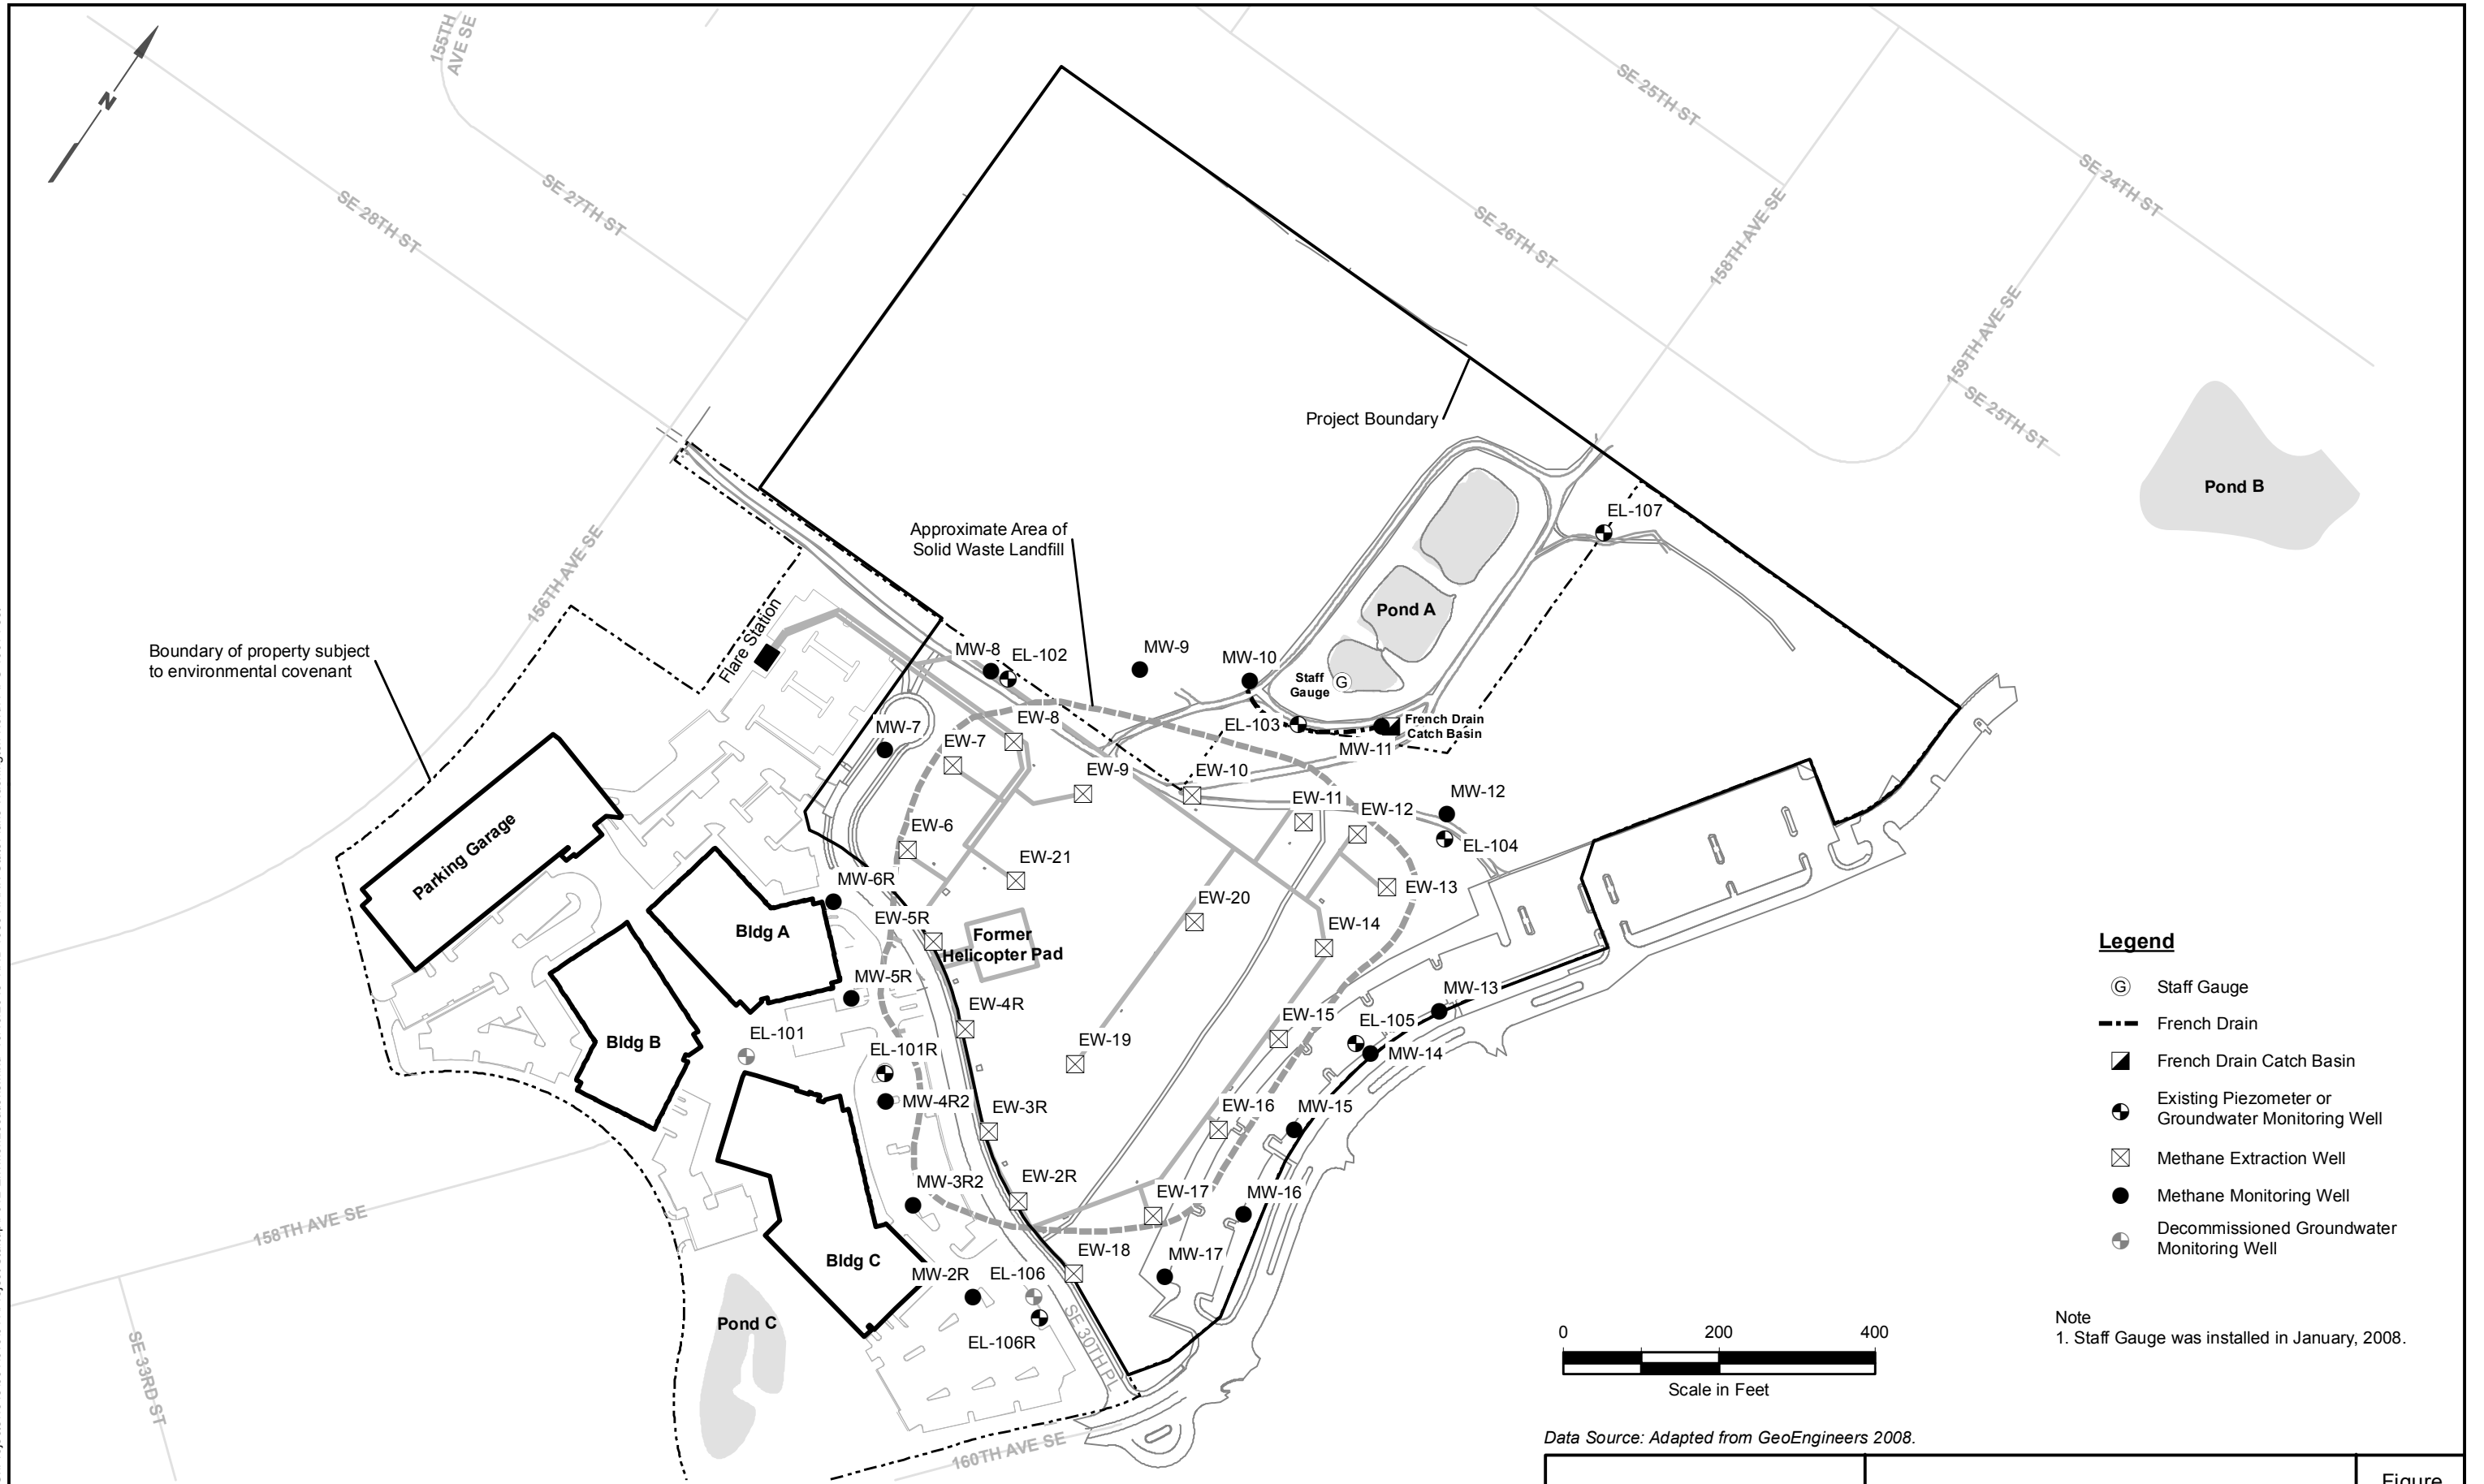 155TH
AVE SE
N
SE 28TH ST
SE 27TH ST
SE 25TH ST
SE 24TH ST
SE 26TH ST
158TH AVE SE
159TH AVE SE
SE 25TH ST
Pond B
Project Boundary
EL-107
Approximate Area of
Solid Waste Landfill
156TH AVE SE
Pond A
Flare Station
Boundary of property subject
to environmental covenant
MW-8
EL-102
MW-9
MW-10
Staff
Gauge
G
EL-103
French Drain
Catch Basin
MW-11
EW-8
MW-7
EW-7
EW-9
EW-10
EW-11
EW-12
MW-12
EL-104
EW-6
EW-21
EW-13
Parking Garage
MW-6R
EW-5R
EW-20
EW-14
Bldg A
Former
Helicopter Pad
MW-5R
MW-13
EW-4R
EW-15
EL-105
Bldg B
EL-101
EL-101R
EW-19
MW-14
MW-4R2
EW-3R
EW-16
MW-15
MW-3R2
EW-2R
EW-17
MW-16
158TH AVE SE
Bldg C
EW-18
MW-17
MW-2R
EL-106
Pond C
EL-106R
SE 30TH PL
SE 33RD ST
160TH AVE SE
Legend
G
Staff Gauge
French Drain
French Drain Catch Basin
Existing Piezometer or
Groundwater Monitoring Well
Methane Extraction Well
Methane Monitoring Well
Decommissioned Groundwater
Monitoring Well
0 200 400
Scale in Feet
Note
1. Staff Gauge was installed in January, 2008.
Data Source: Adapted from GeoEngineers 2008.
Figure